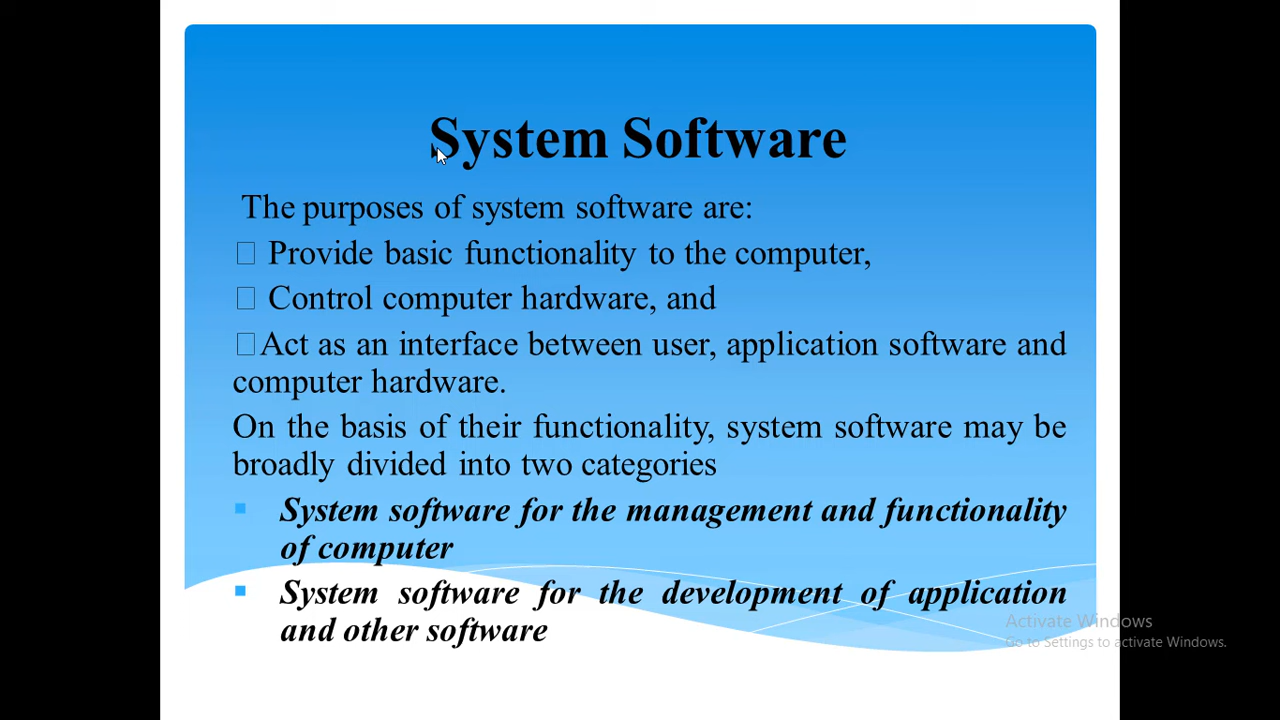 System Software
The purposes of system software are:
Provide basic functionality to the computer,
Control computer hardware, and
Act as an interface between user, application software and
computer hardware.
On the basis of their functionality, system software may be
broadly divided into two categories
System software for the management and functionality
of computer
System software for the development of application
and other software
Activate Windows
Go to Settings to activate Windows.